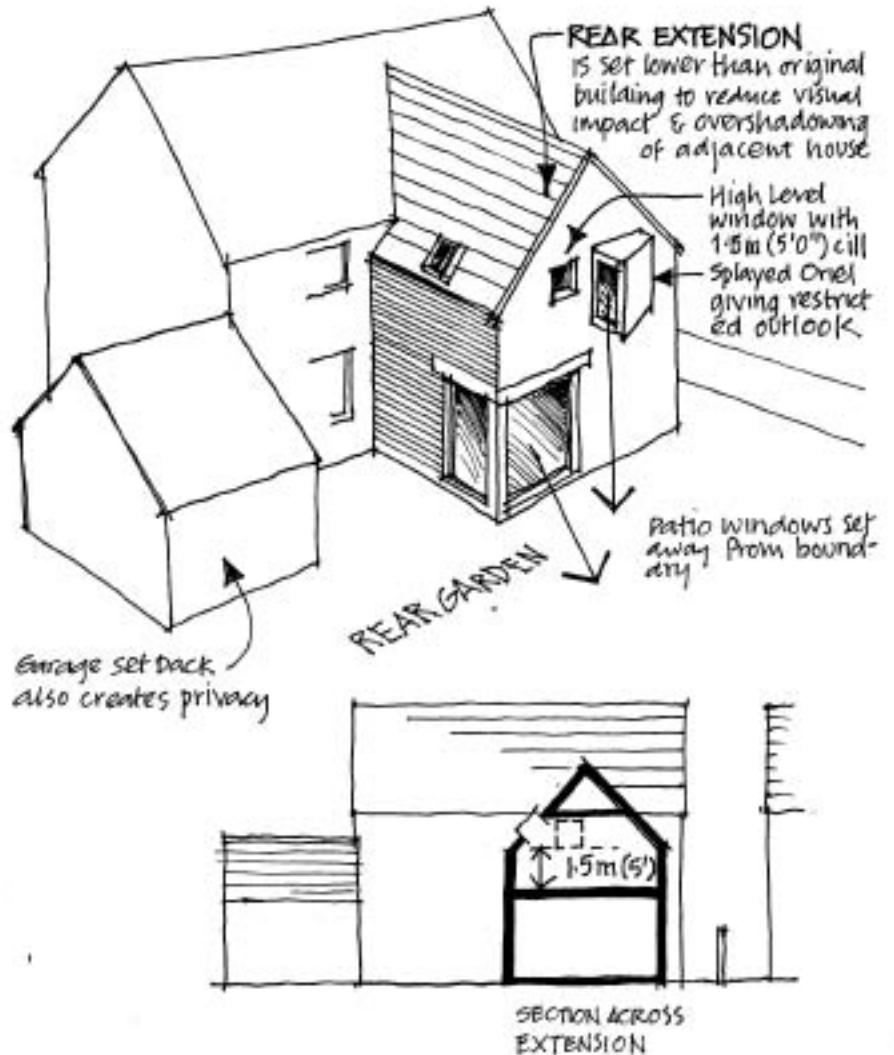 REAR EXTENSION
is set lower than original
building to reduce visual
impact & overshadowing
of adjacent house
High Level
window with
1·5m (5'0") cill
Splayed Oriel
giving restrict
ed outlook
Patio windows set
away from bound-
ary
REAR GARDEN
Garage set back
also creates privacy
1.5m (5')
SECTION ACROSS
EXTENSION